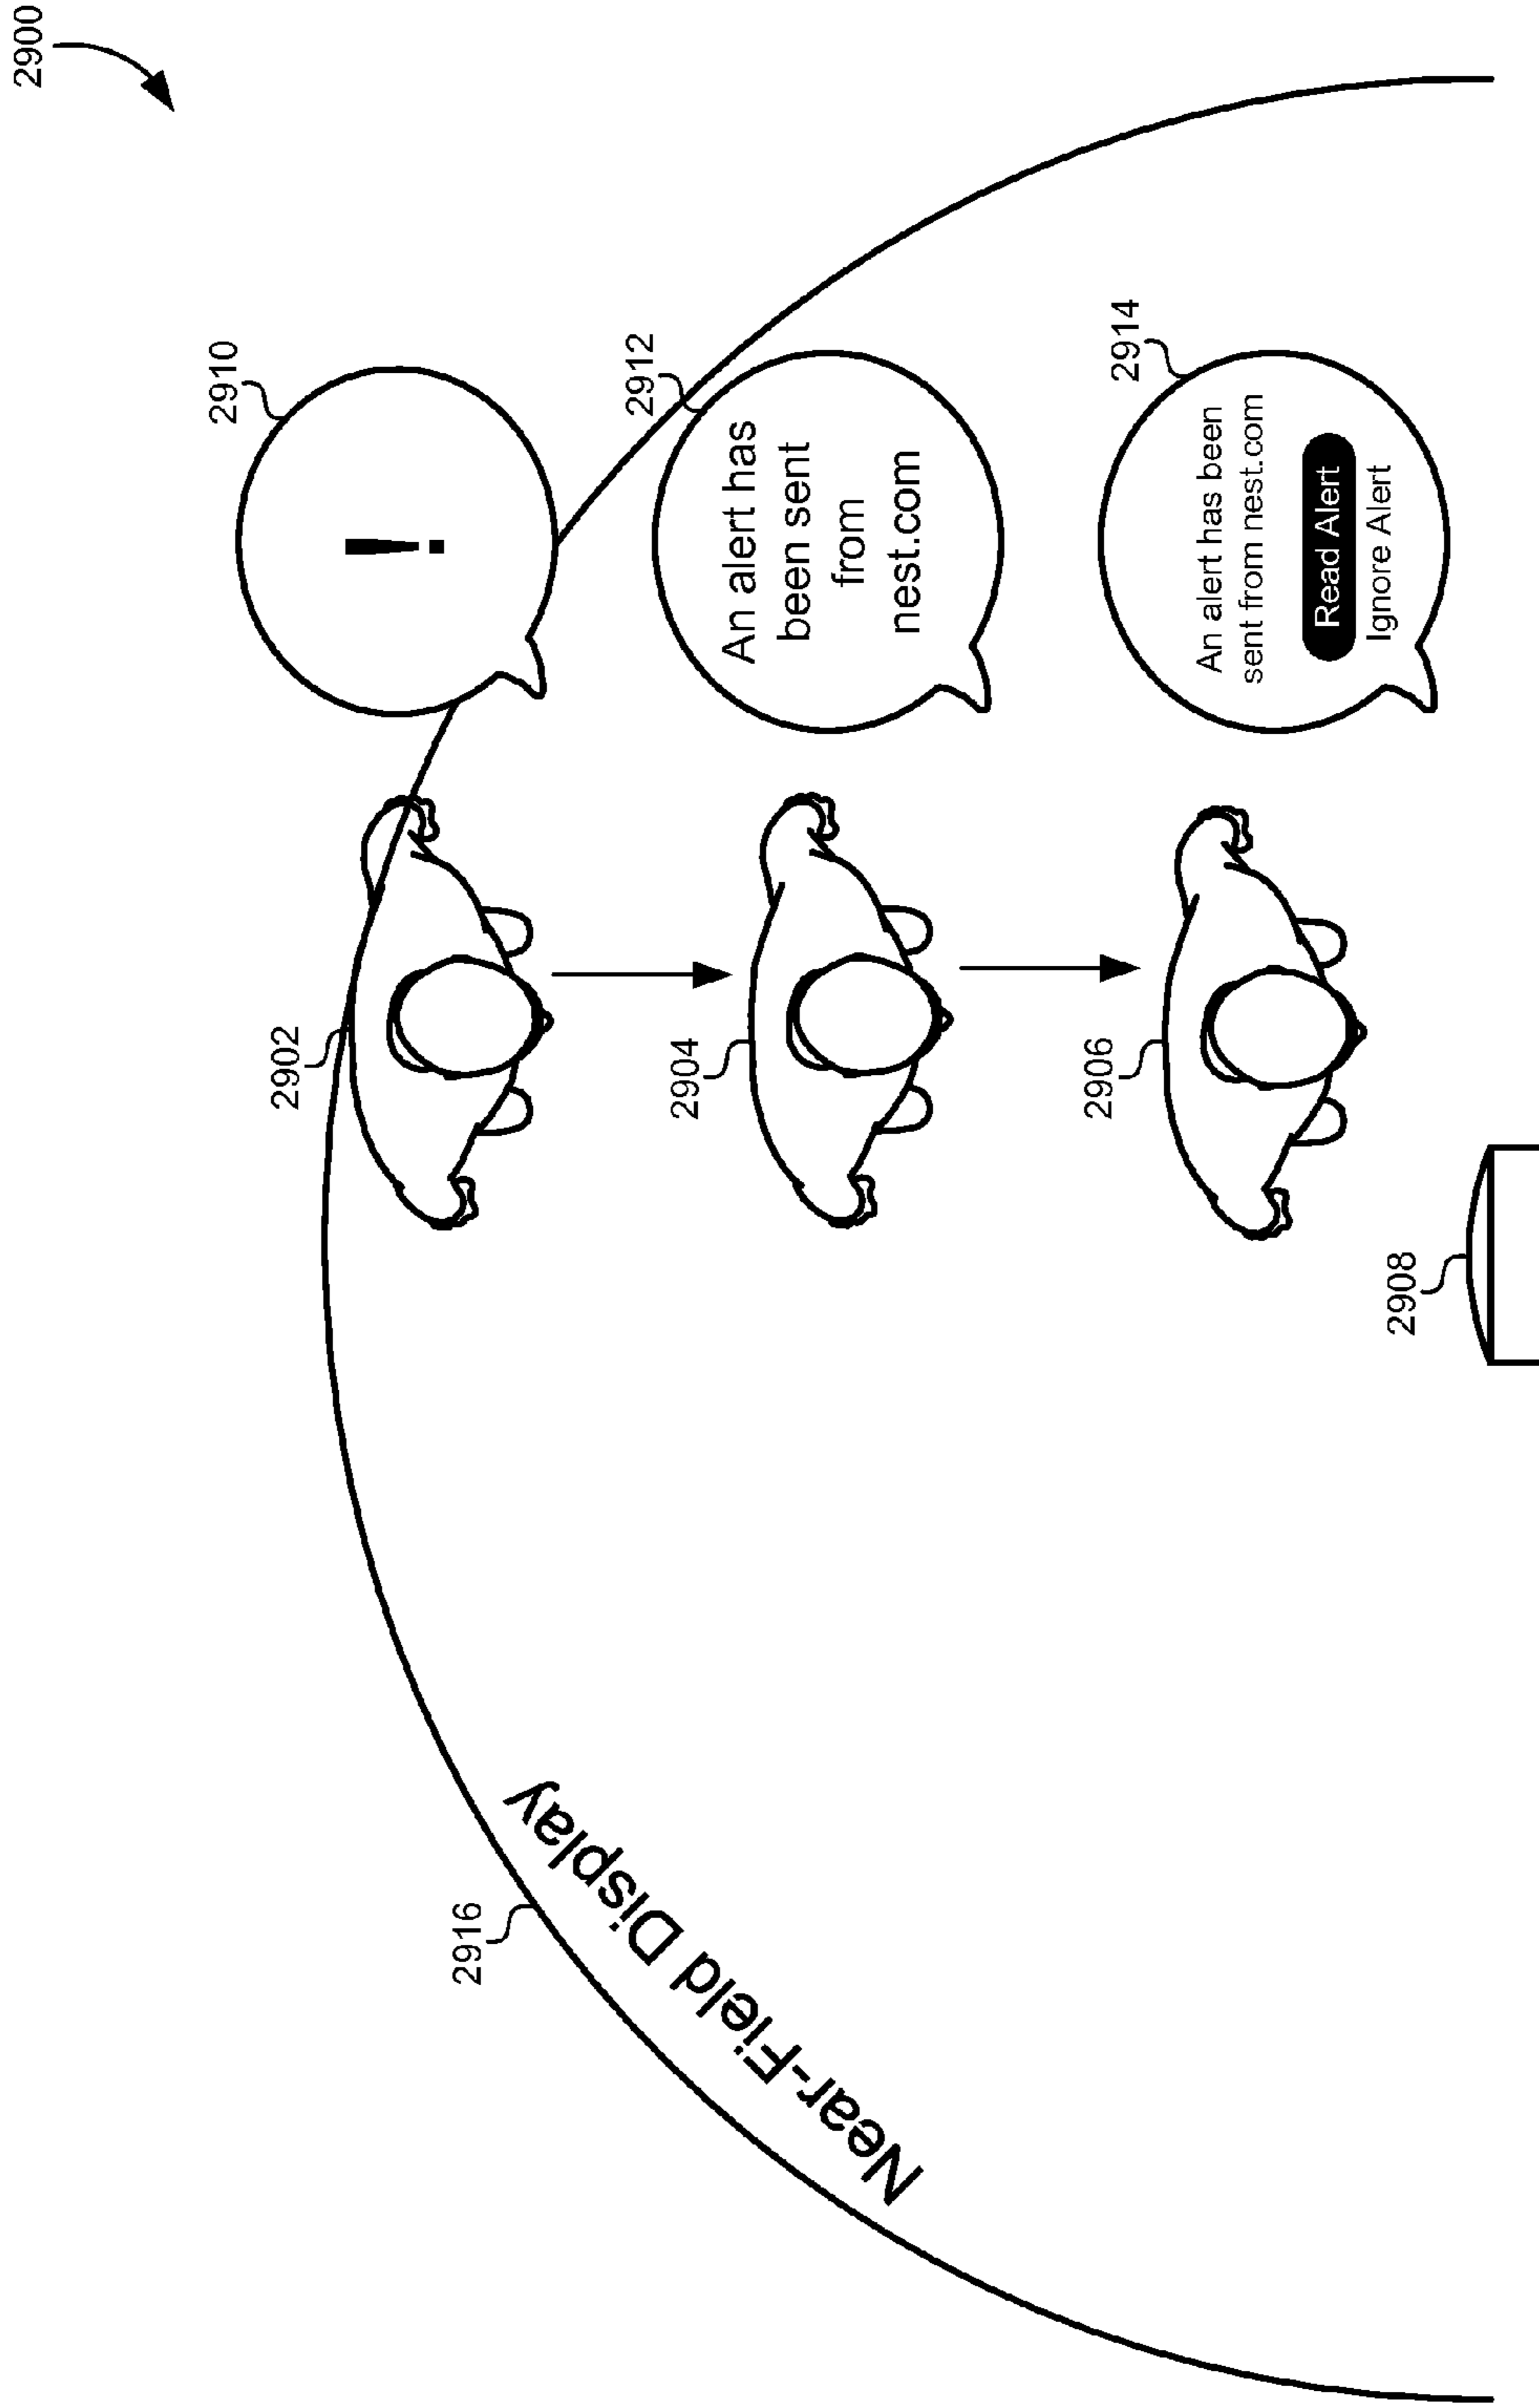 2900
2910
!
2902
2912
An alert has
been sent
from
nest.com
2904
2914
An alert has been
sent from nest.com
Read Alert
Ignore Alert
2906
2908
2916
Near-Field Display